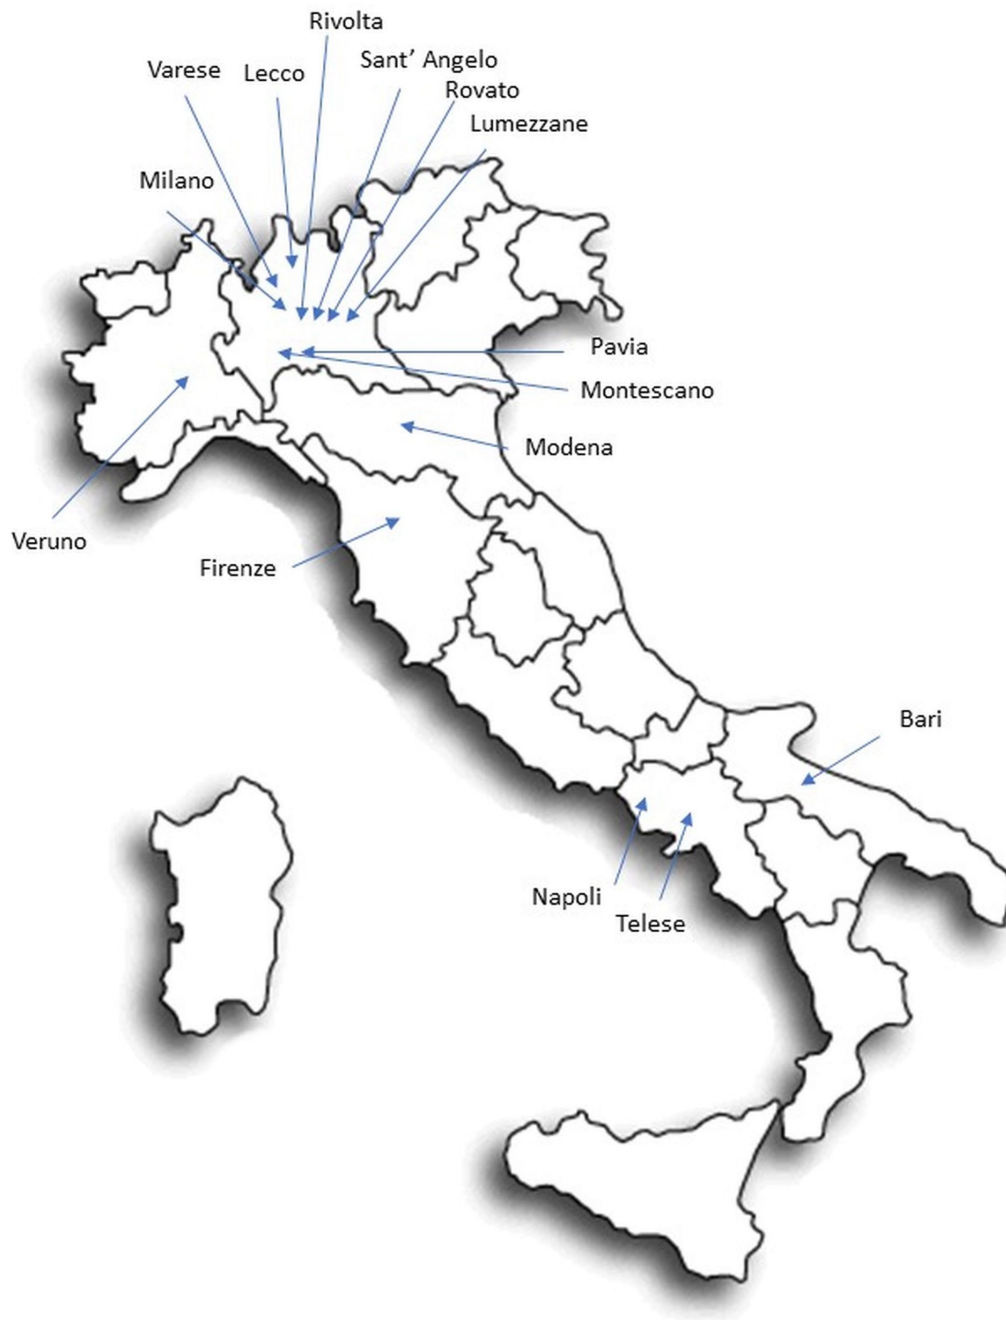 Rivolta
Sant’ Angelo
Varese
Lecco
Rovato
Lumezzane
Milano
Pavia
Montescano
Modena
Veruno
Firenze
Bari
Napoli
Telese